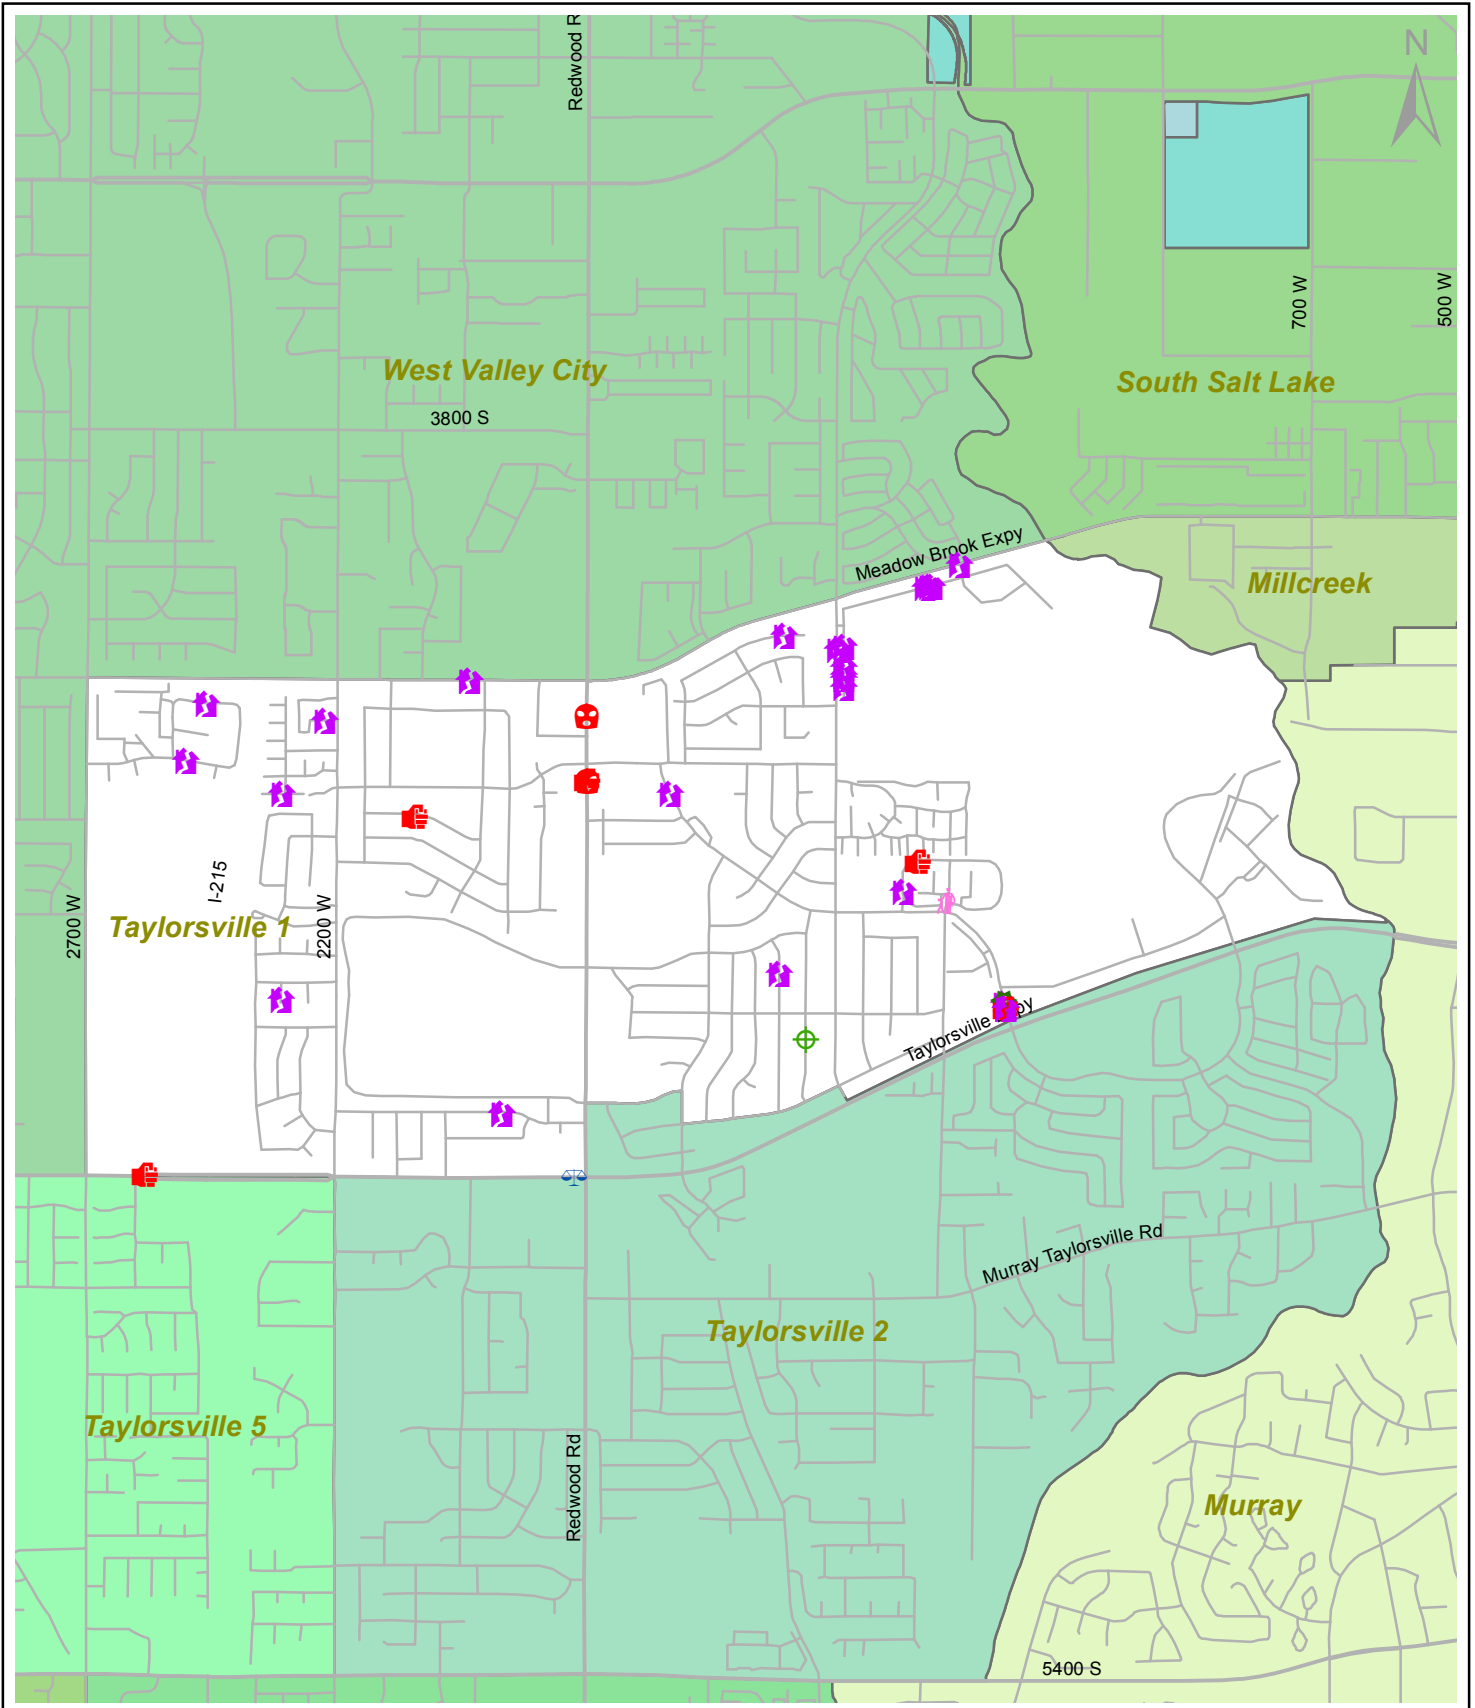 Redwood R
N
700 W
500 W
West Valley City
South Salt Lake
3800 S
Meadow Brook Expy
Millcreek
I-215
2700 W
2200 W
Taylorsville 1
Taylorsville
Murray Taylorsville Rd
Taylorsville 2
Taylorsville 5
Redwood Rd
Murray
5400 S